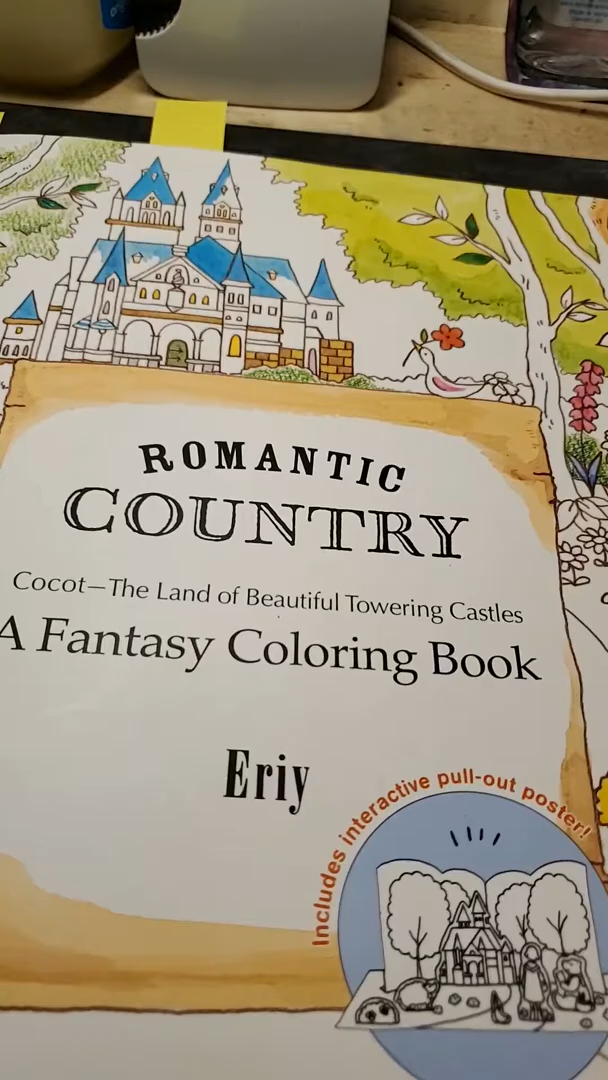 ROMANTIC
COUNTRY
Cocot—The Land of Beautiful Towering Castles
A Fantasy Coloring Book
Eriy
Includes interactive pull-out poster!